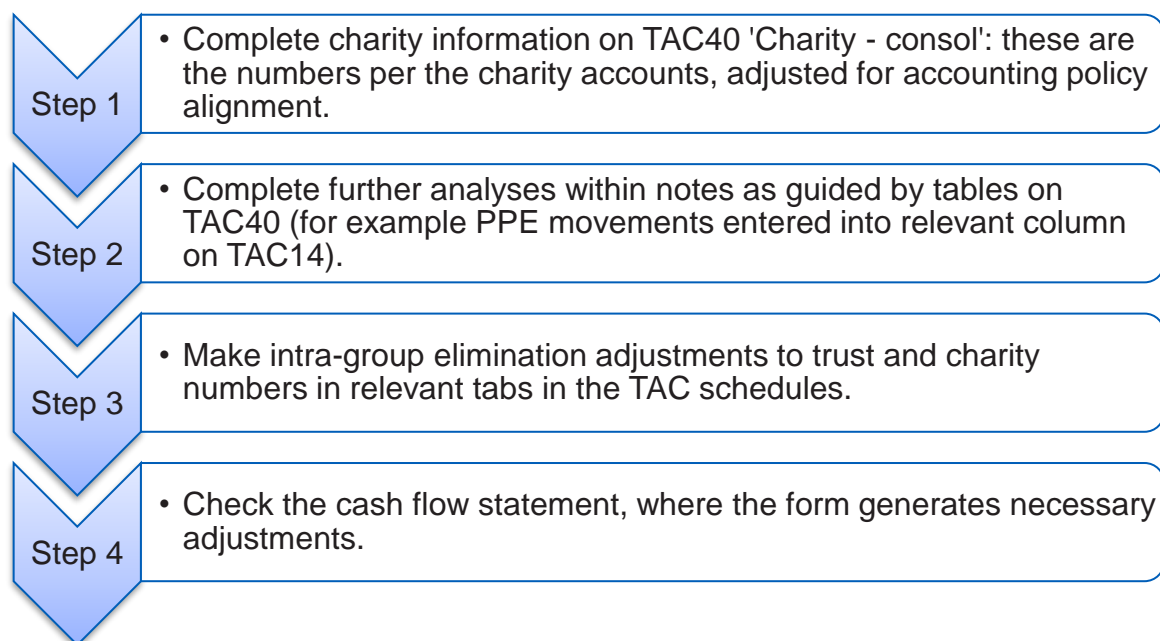 Step 1
• Complete charity information on TAC40 'Charity - consol': these are
the numbers per the charity accounts, adjusted for accounting policy
alignment.
Step 2
• Complete further analyses within notes as guided by tables on
TAC40 (for example PPE movements entered into relevant column
on TAC14).
Step 3
• Make intra-group elimination adjustments to trust and charity
numbers in relevant tabs in the TAC schedules.
Step 4
• Check the cash flow statement, where the form generates necessary
adjustments.